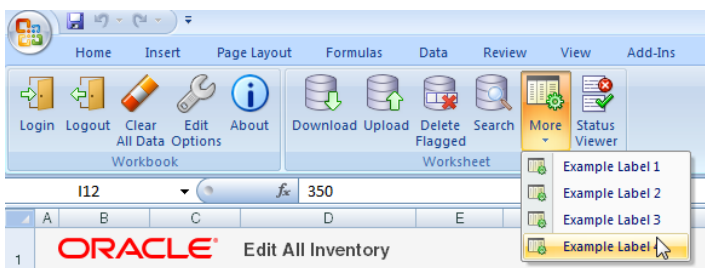 Home Insert Page Layout Formulas Data Review View Add-Ins
Login Logout Clear All Data Edit Options About Download Upload Delete Flagged Search More Status Viewer
Workbook Worksheet
Example Label 1
I12 fx 350
Example Label 2
A B C D E
Example Label 3
1 ORACLE Edit All Inventory
Example Label